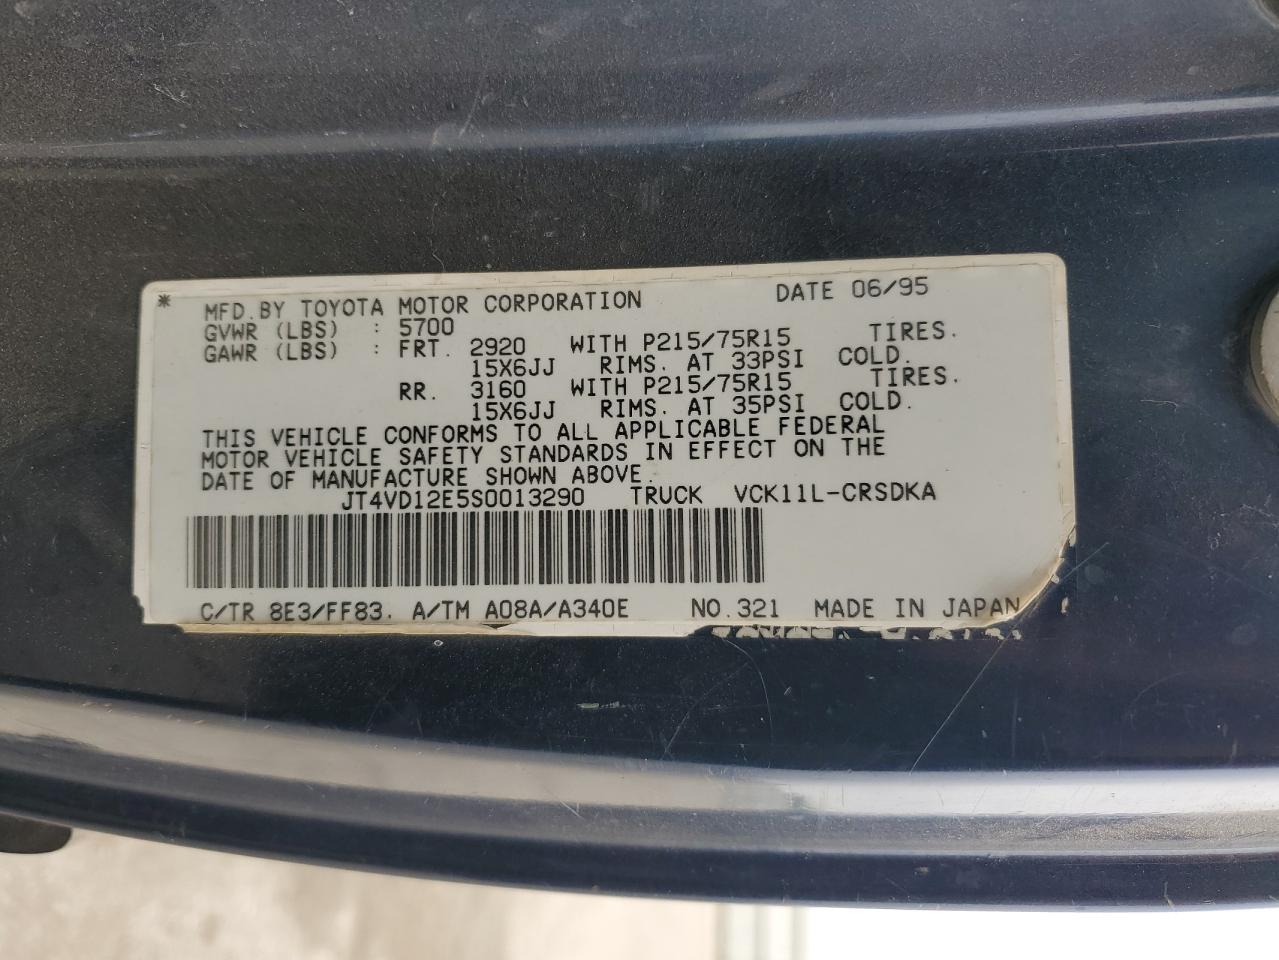 * MFD.BY TOYOTA MOTOR CORPORATION DATE 06/95
GVWR (LBS) : 5700
GAWR (LBS) : FRT. 2920 WITH P215/75R15 TIRES.
15X6JJ RIMS. AT 33PSI COLD.
RR. 3160 WITH P215/75R15 TIRES.
15X6JJ RIMS. AT 35PSI COLD.
THIS VEHICLE CONFORMS TO ALL APPLICABLE FEDERAL
MOTOR VEHICLE SAFETY STANDARDS IN EFFECT ON THE
DATE OF MANUFACTURE SHOWN ABOVE.
JT4VD12E5S0013290 TRUCK VCK11L-CRSDKA
C/TR 8E3/FF83. A/TM A08A/A340E NO.321 MADE IN JAPAN